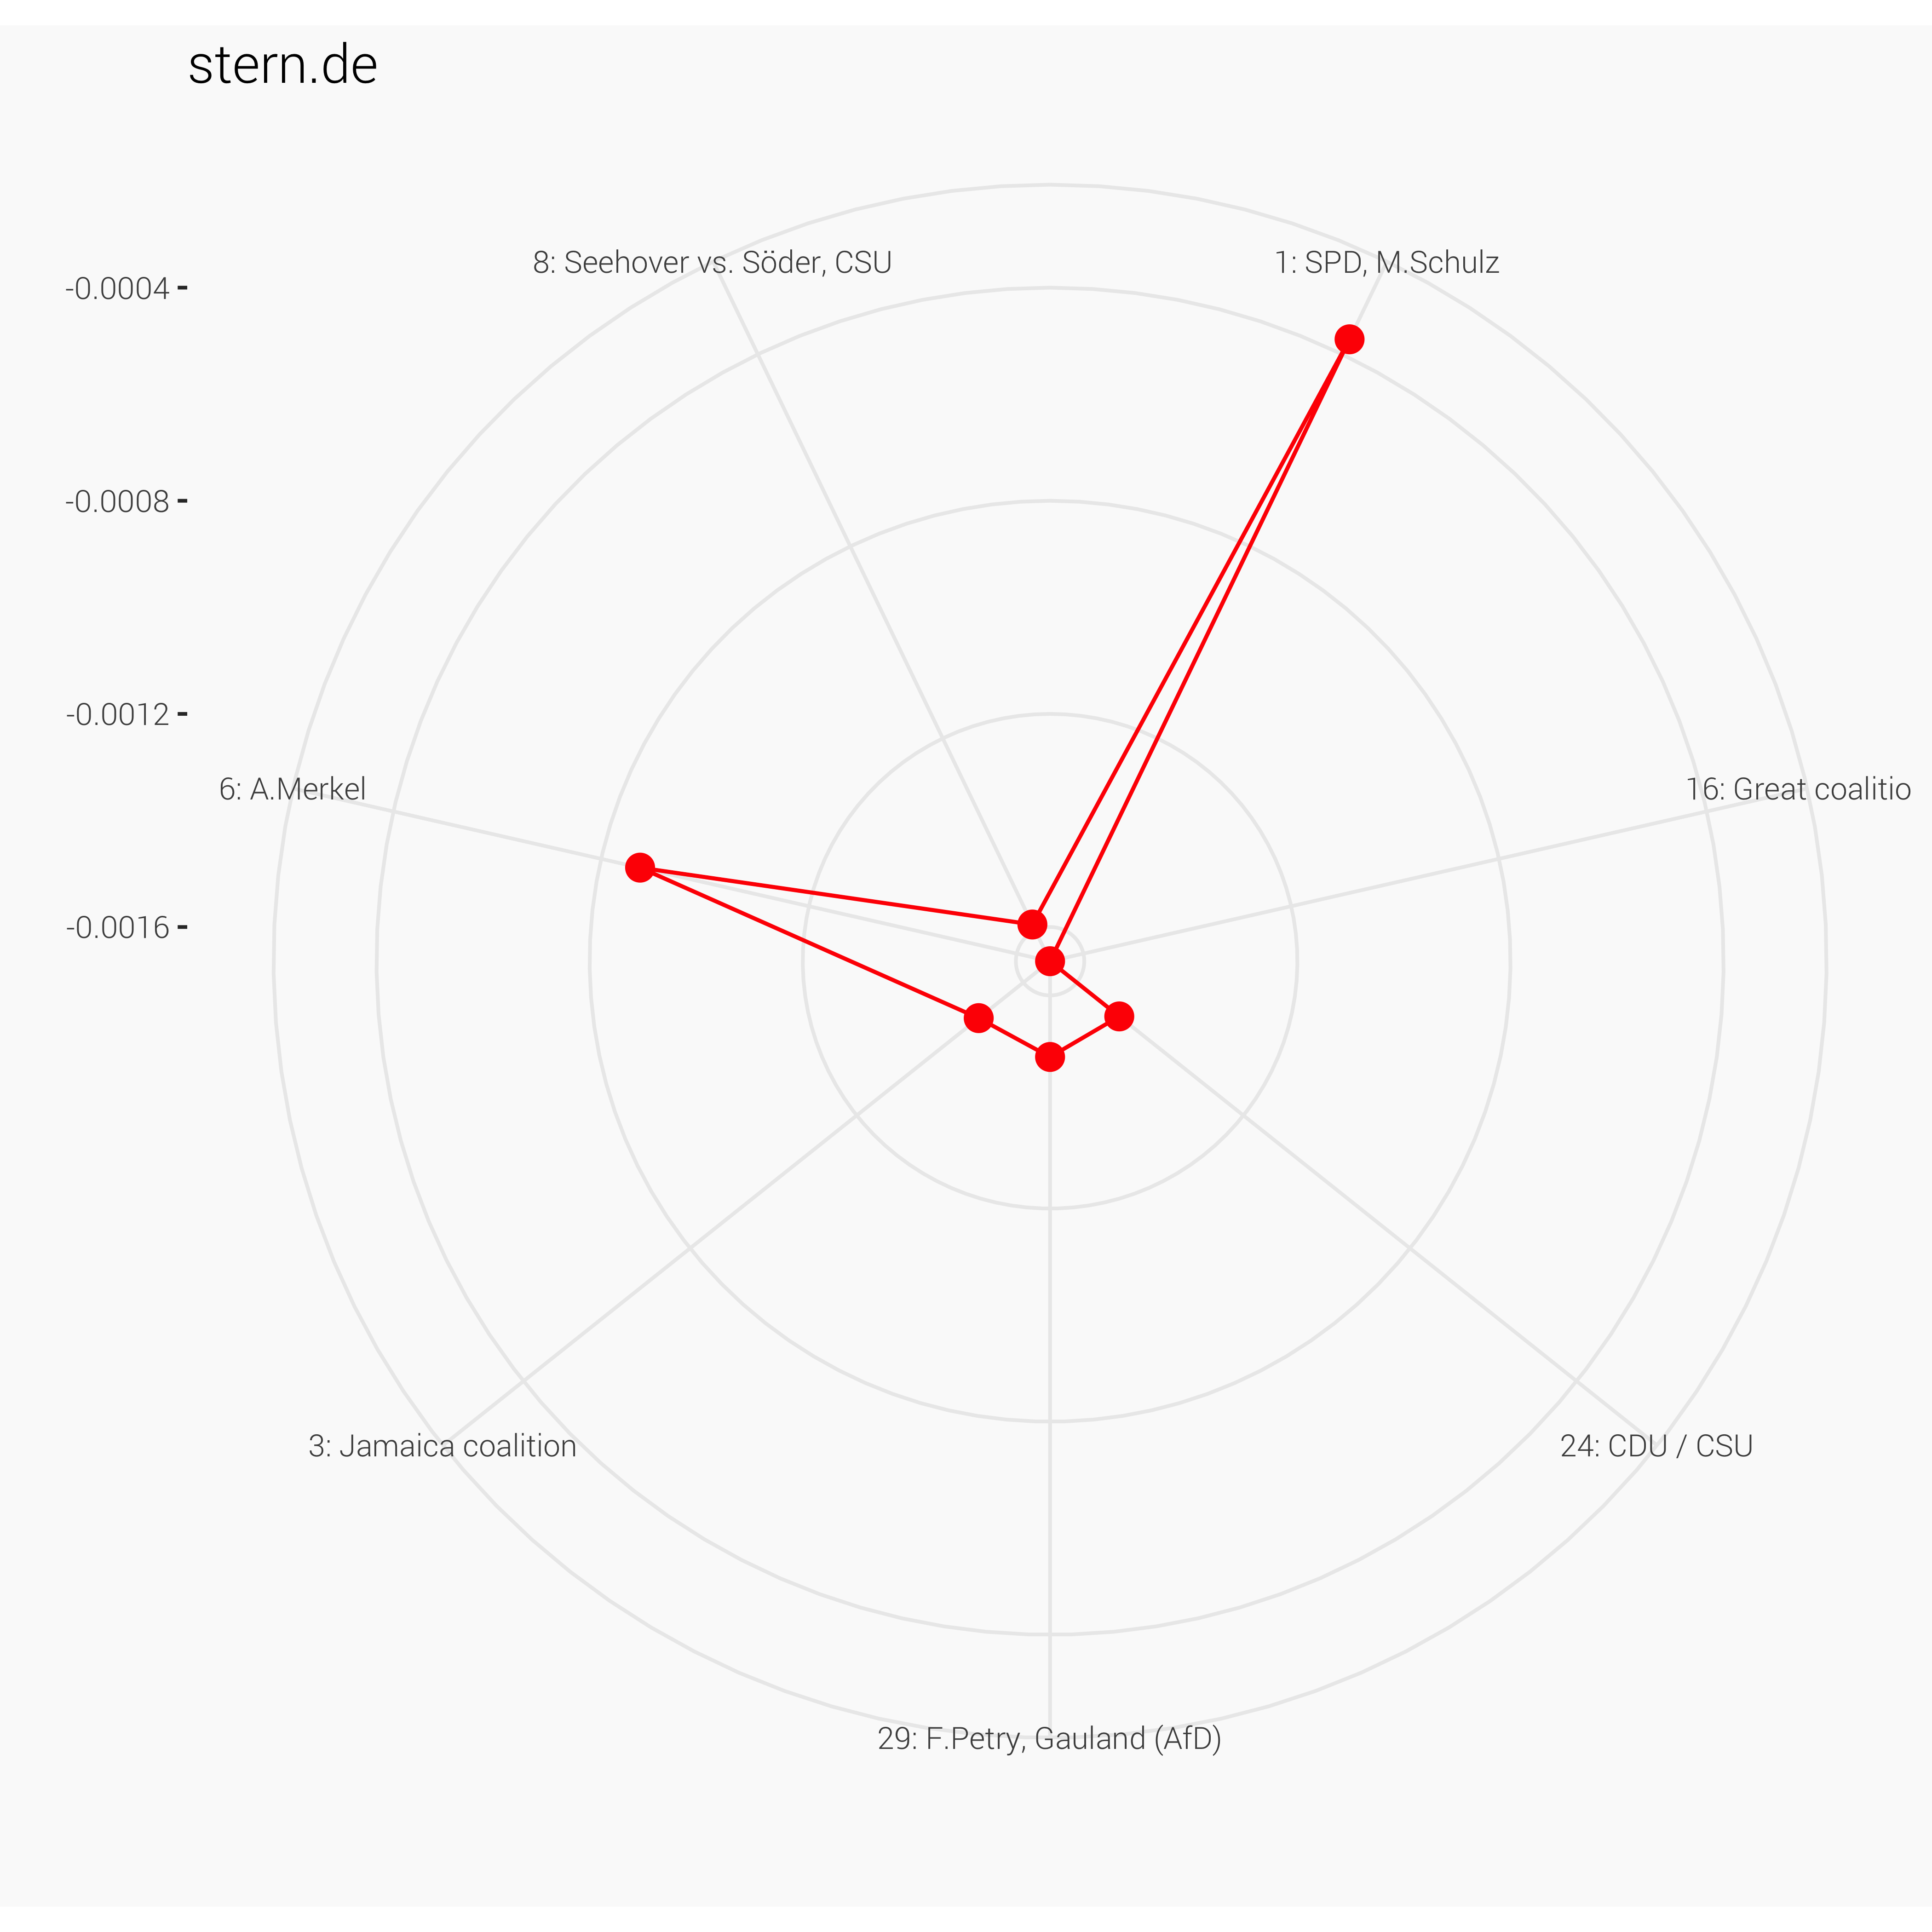 stern.de
8: Seehover vs. Söder, CSU
1: SPD, M.Schulz
-0.0004
-0.0008
-0.0012
6: A.Merkel
16: Great coalitio
-0.0016
3: Jamaica coalition
24: CDU / CSU
29: F.Petry, Gauland (AfD)